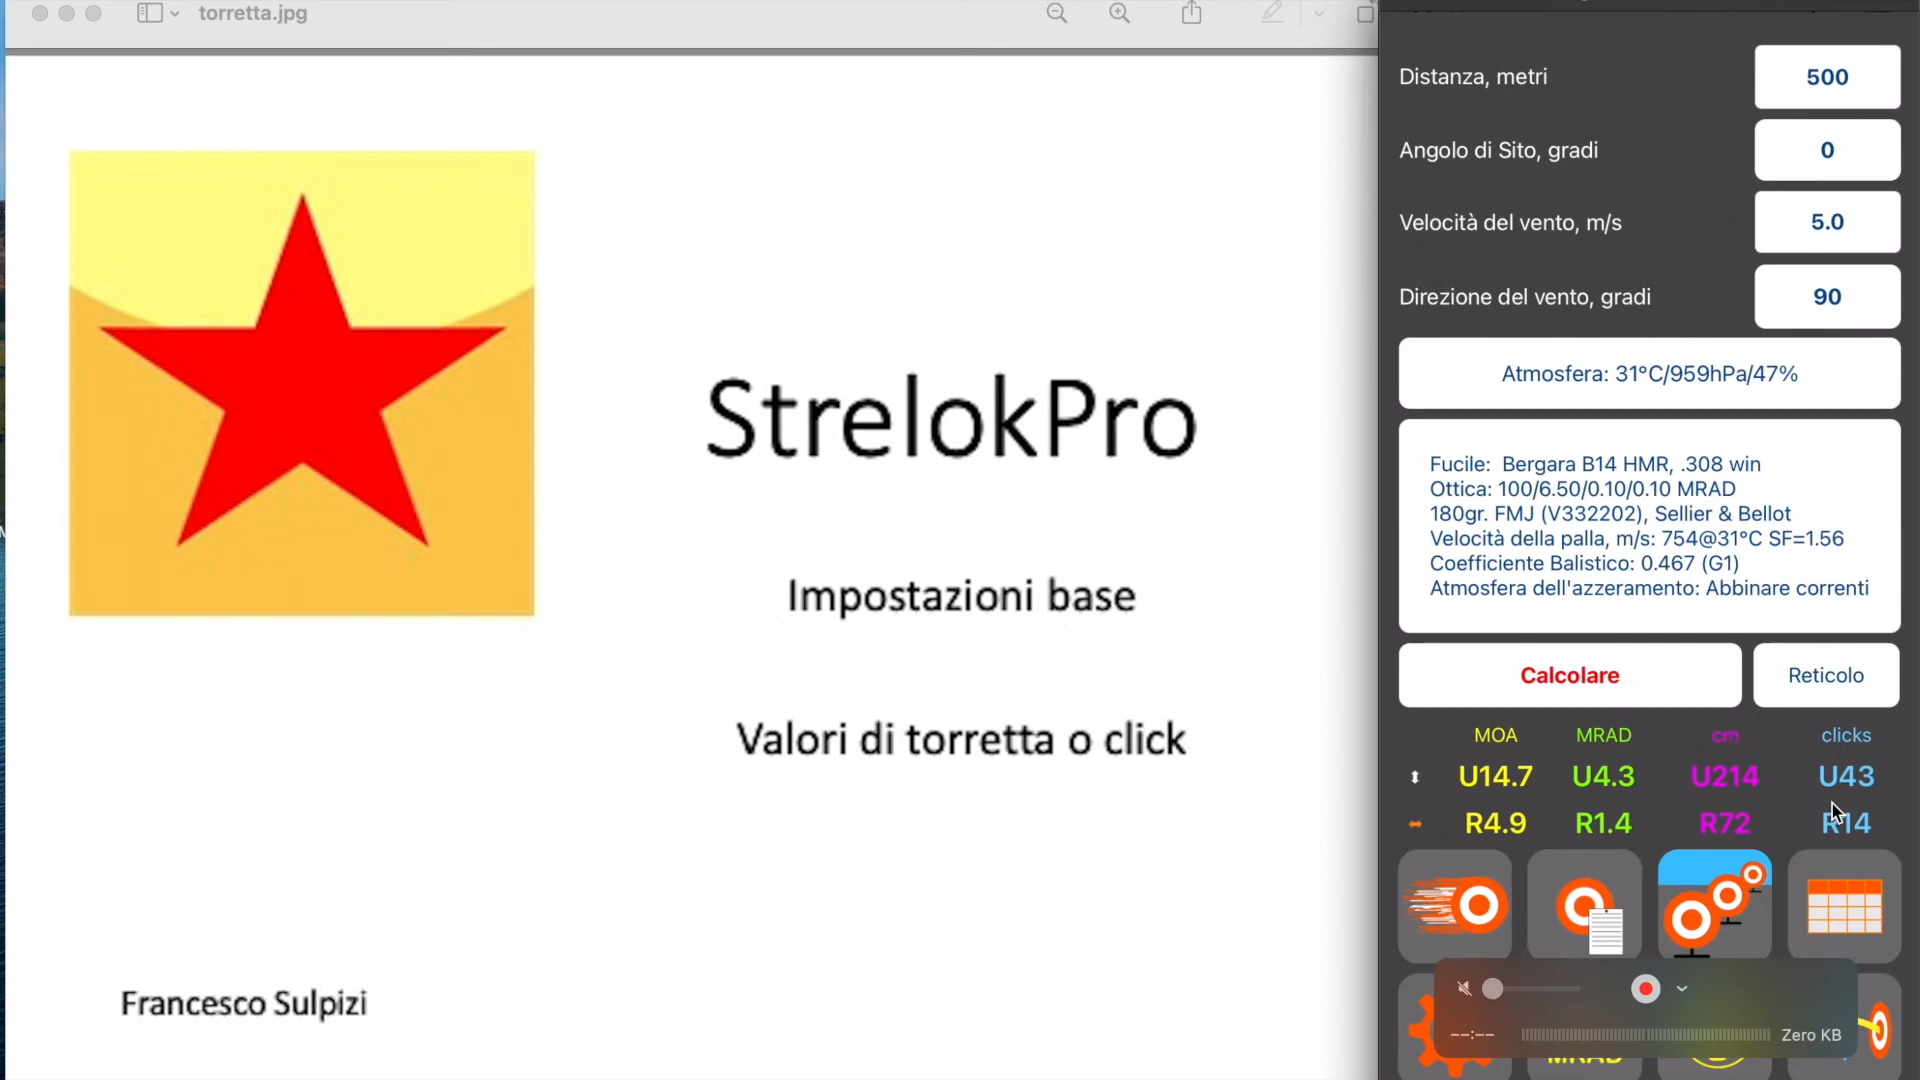 torretta.jpg
StrelokPro
Impostazioni base
Valori di torretta o click
Francesco Sulpizi
Distanza, metri 500
Angolo di Sito, gradi 0
Velocità del vento, m/s 5.0
Direzione del vento, gradi 90
Atmosfera: 31°C/959hPa/47%
Fucile: Bergara B14 HMR, .308 win
Ottica: 100/6.50/0.10/0.10 MRAD
180gr. FMJ (V332202), Sellier & Bellot
Velocità della palla, m/s: 754@31°C SF=1.56
Coefficiente Balistico: 0.467 (G1)
Atmosfera dell'azzeramento: Abbinare correnti
Calcolare Reticolo
MOA MRAD cm clicks
U14.7 U4.3 U214 U43
R4.9 R1.4 R72 R14
--:-- Zero KB
MRAD